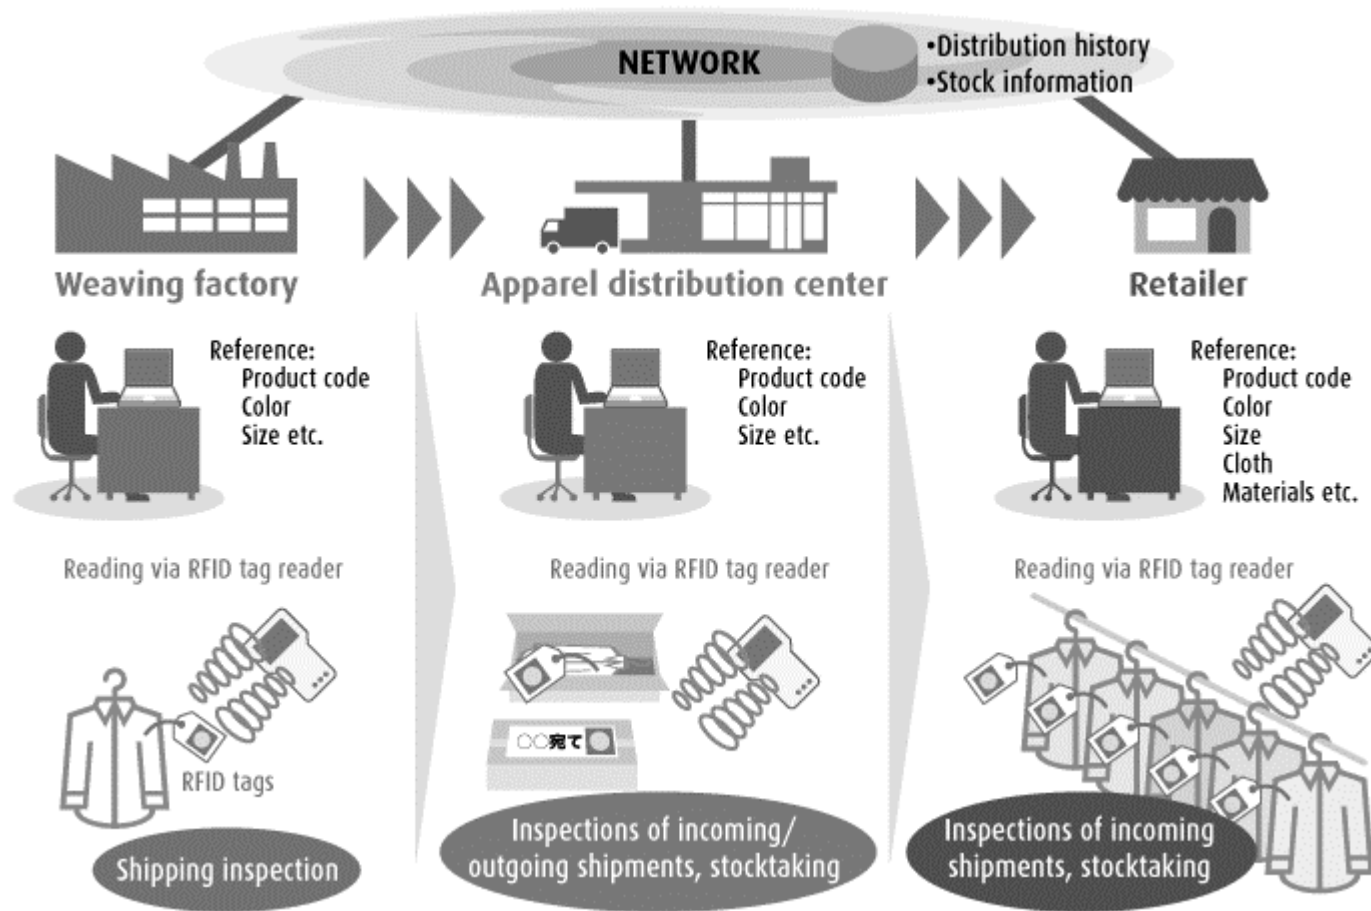 NETWORK
•Distribution history
•Stock information
Weaving factory
Apparel distribution center
Retailer
Reference:
Product code
Color
Size etc.
Reference:
Product code
Color
Size etc.
Reference:
Product code
Color
Size
Cloth
Materials etc.
Reading via RFID tag reader
Reading via RFID tag reader
Reading via RFID tag reader
RFID tags
○○宛て
Shipping inspection
Inspections of incoming/
outgoing shipments, stocktaking
Inspections of incoming
shipments, stocktaking